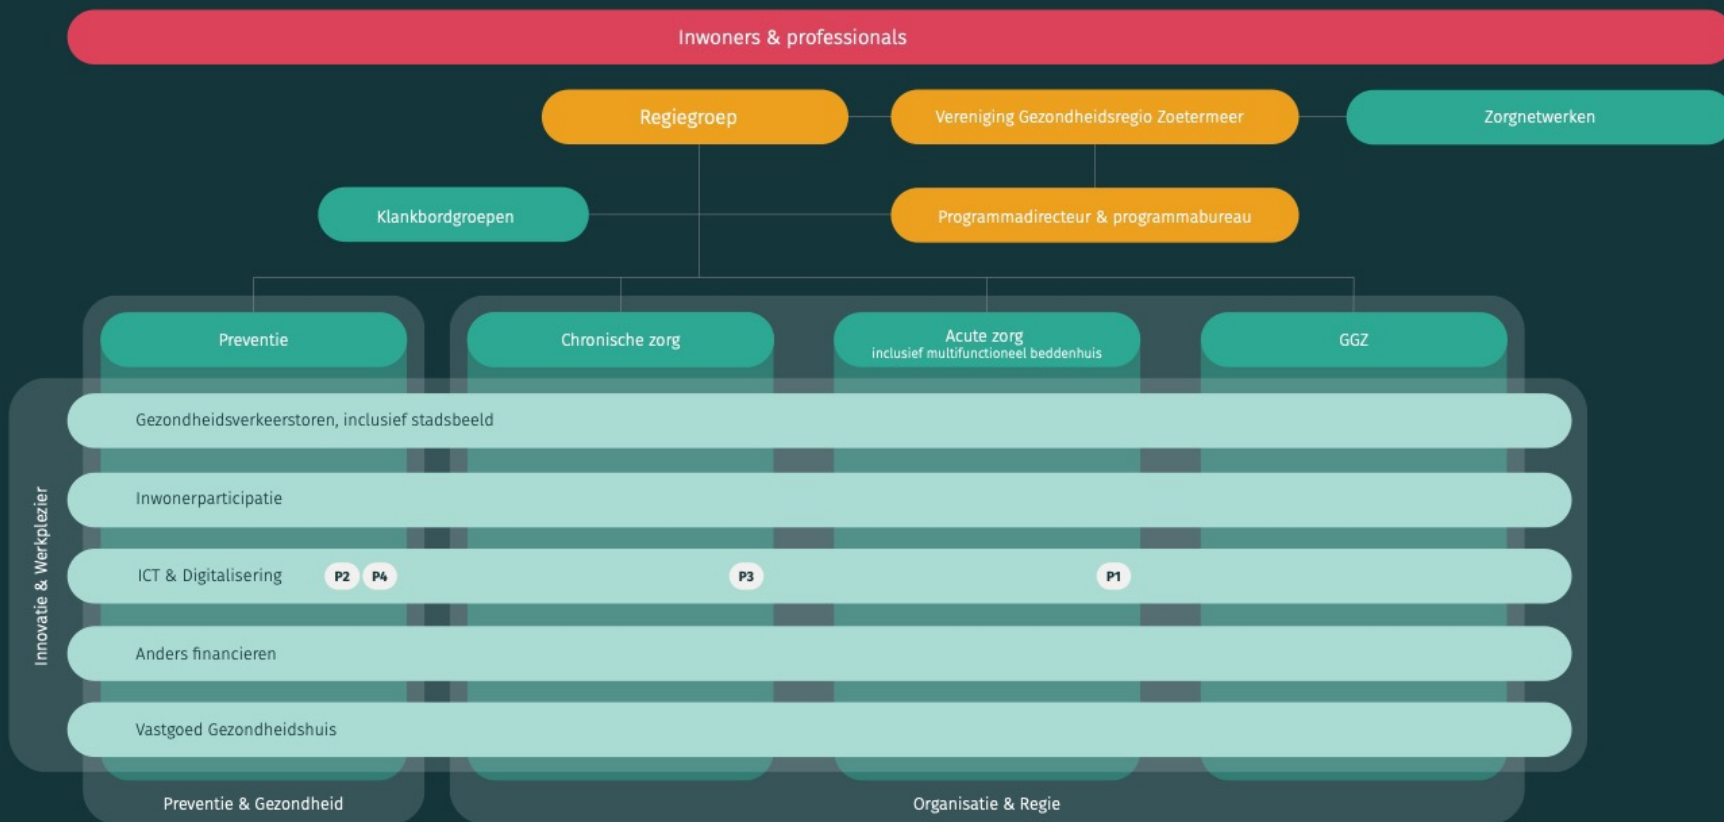 Inwoners & professionals
Regiegroep
Vereniging Gezondheidsregio Zoetermeer
Zorgnetwerken
Klankbordgroepen
Programmadirecteur & programmabureau
Preventie
Chronische zorg
Acute zorg
inclusief multifunctioneel beddenhuis
GGZ
Innovatie & Werkplezier
Gezondheidsverkeerstoren, inclusief stadsbeeld
Inwonerparticipatie
ICT & Digitalisering
P2
P4
P3
P1
Anders financieren
Vastgoed Gezondheidshuis
Preventie & Gezondheid
Organisatie & Regie